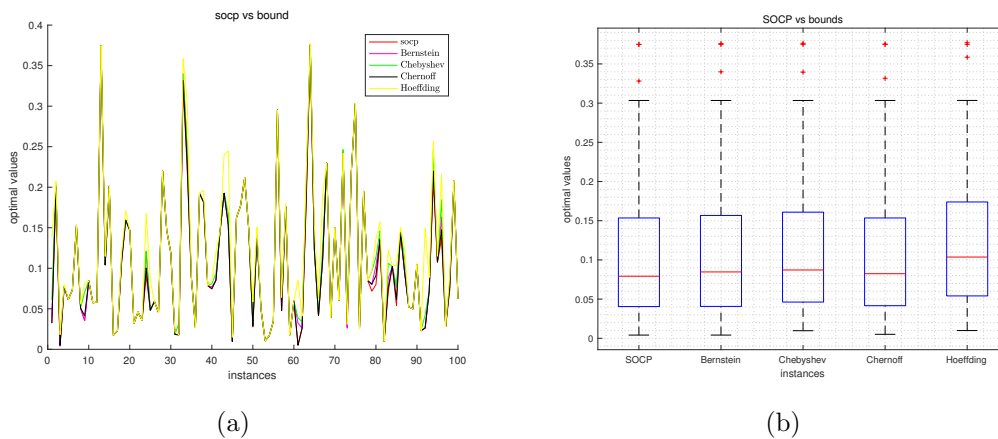 socp vs bound
0.4
0.35
0.3
0.25
0.2
0.15
0.1
0.05
0
optimal values
socp
Bernstein
Chebyshev
Chernoff
Hoeffding
0 10 20 30 40 50 60 70 80 90 100
instances
(a)
SOCP vs bounds
0.35
0.3
0.25
0.2
0.15
0.1
0.05
0
optimal values
SOCP Bernstein Chebyshev Chernoff Hoeffding
instances
(b)